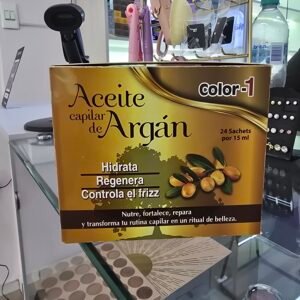 Color-1
Aceite
capilar
de Argán
24 Sachets
por 15 ml
Hidrata
Regenera
Controla el frizz
Nutre, fortalece, repara
y transforma tu rutina capilar en un ritual de belleza.